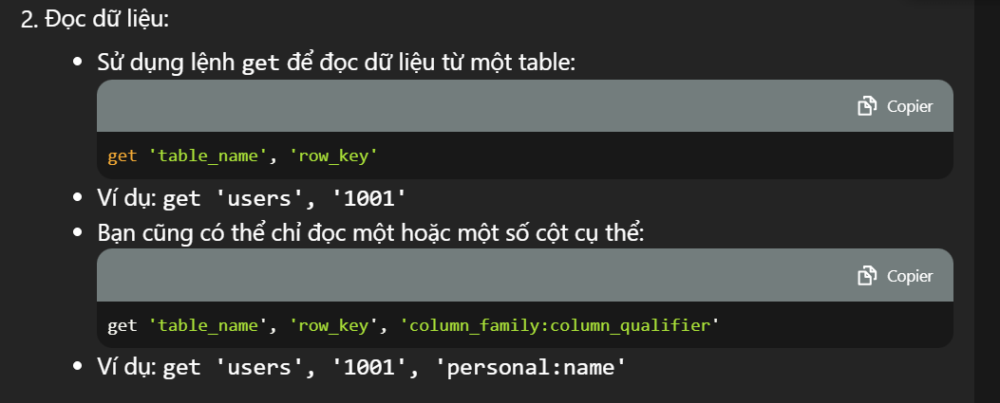 2. Đọc dữ liệu:
• Sử dụng lệnh get để đọc dữ liệu từ một table:
Copier
get 'table_name', 'row_key'
• Ví dụ: get 'users', '1001'
• Bạn cũng có thể chỉ đọc một hoặc một số cột cụ thể:
Copier
get 'table_name', 'row_key', 'column_family:column_qualifier'
• Ví dụ: get 'users', '1001', 'personal:name'